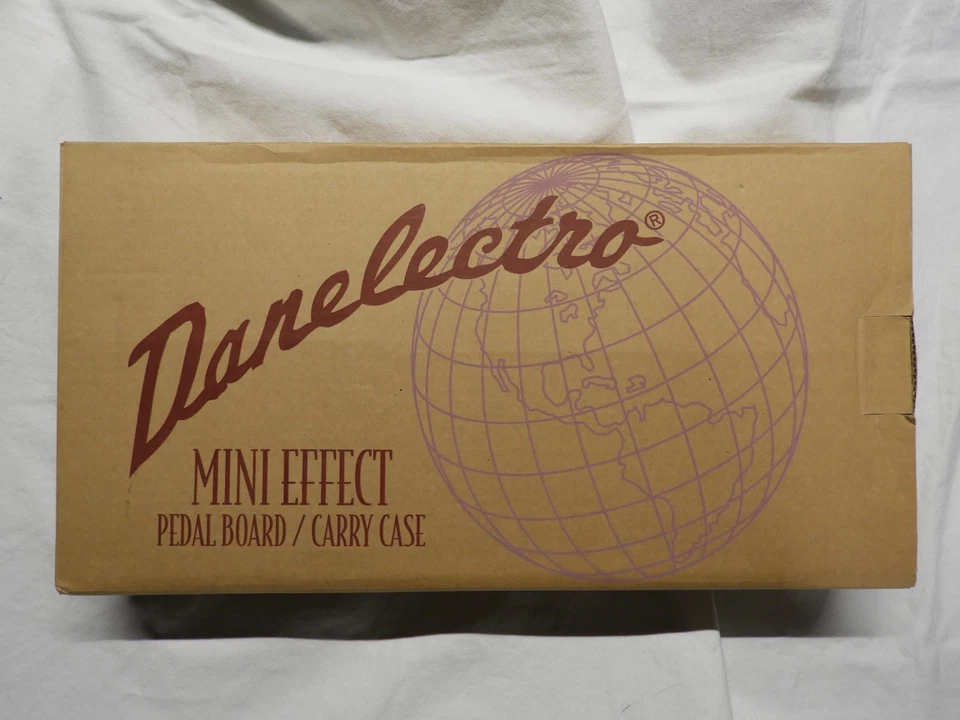 Danelectro®
MINI EFFECT
PEDAL BOARD / CARRY CASE